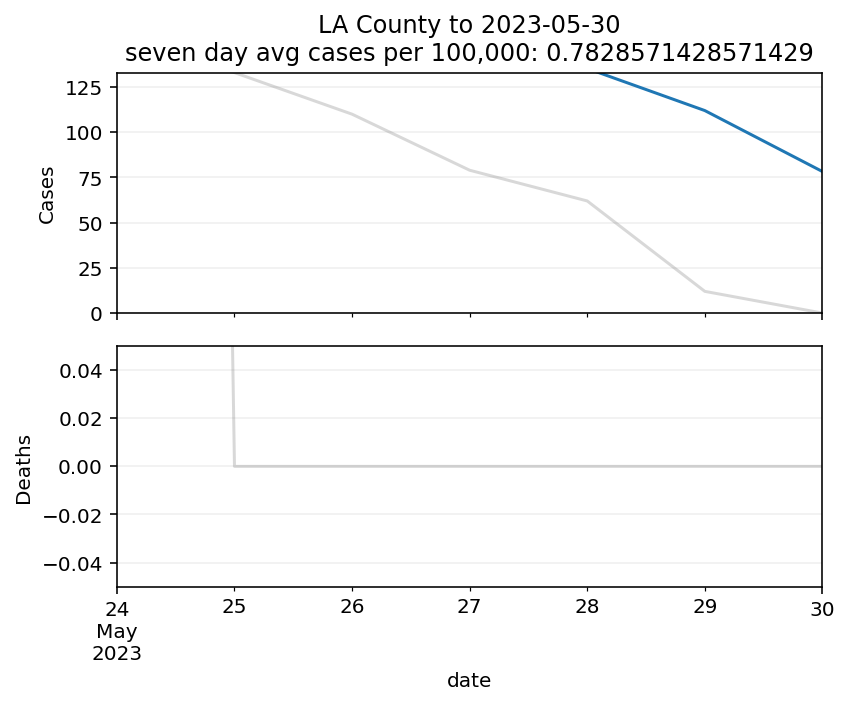 LA County to 2023-05-30
seven day avg cases per 100,000: 0.7828571428571429
125
100
75
50
25
0
Cases
0.04
0.02
0.00
−0.02
−0.04
Deaths
24 25 26 27 28 29 30
May
2023
date